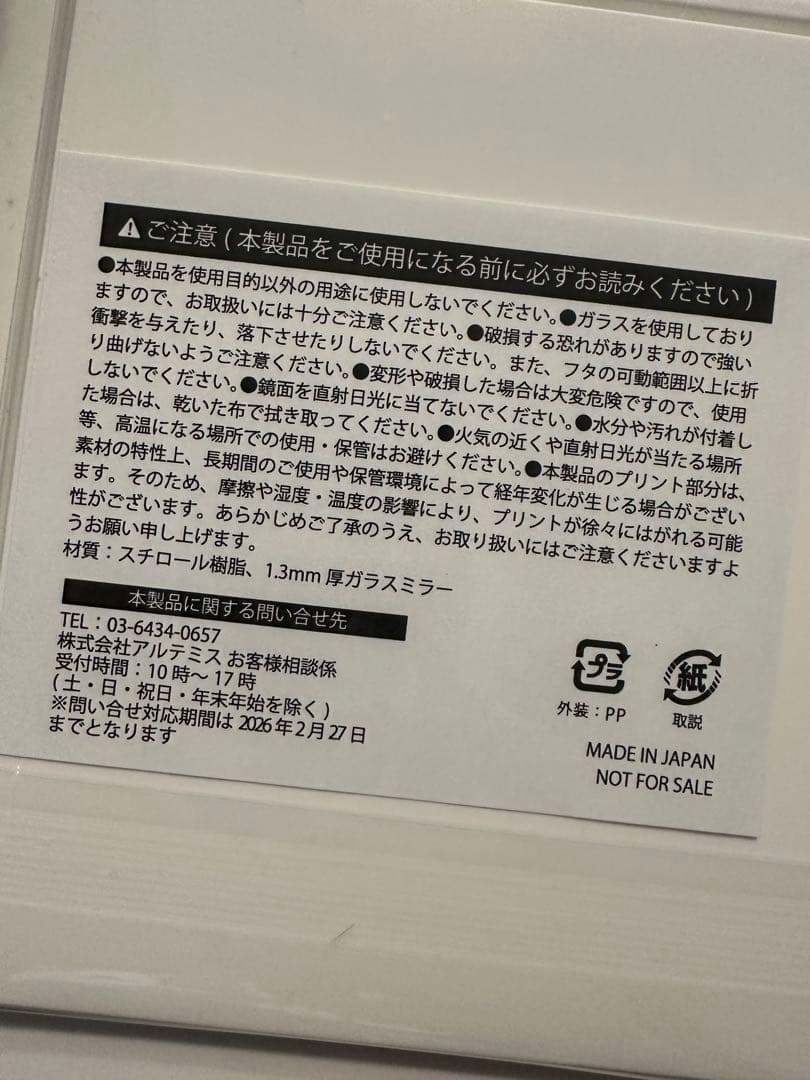 ⚠ご注意(本製品をご使用になる前に必ずお読みください)
●本製品を使用目的以外の用途に使用しないでください。●ガラスを使用しており
ますので、お取扱いには十分ご注意ください。●破損する恐れがありますので強い
衝撃を与えたり、落下させたりしないでください。また、フタの可動範囲以上に折
り曲げないようご注意ください。●変形や破損した場合は大変危険ですので、使用
しないでください。●鏡面を直射日光に当てないでください。●水分や汚れが付着し
た場合は、乾いた布で拭き取ってください。●火気の近くや直射日光が当たる場所
等、高温になる場所での使用・保管はお避けください。●本製品のプリント部分は、
素材の特性上、長期間のご使用や保管環境によって経年変化が生じる場合がござい
ます。そのため、摩擦や湿度・温度の影響により、プリントが徐々にはがれる可能
性がございます。あらかじめご了承のうえ、お取り扱いにはご注意くださいますよ
うお願い申し上げます。
材質:スチロール樹脂、1.3mm厚ガラスミラー
本製品に関する問い合せ先
TEL:03-6434-0657
株式会社アルテミス お客様相談係
受付時間:10時〜17時
(土・日・祝日・年末年始を除く)
※問い合せ対応期間は2026年2月27日
までとなります
プラ
外装:PP
紙
取説
MADE IN JAPAN
NOT FOR SALE